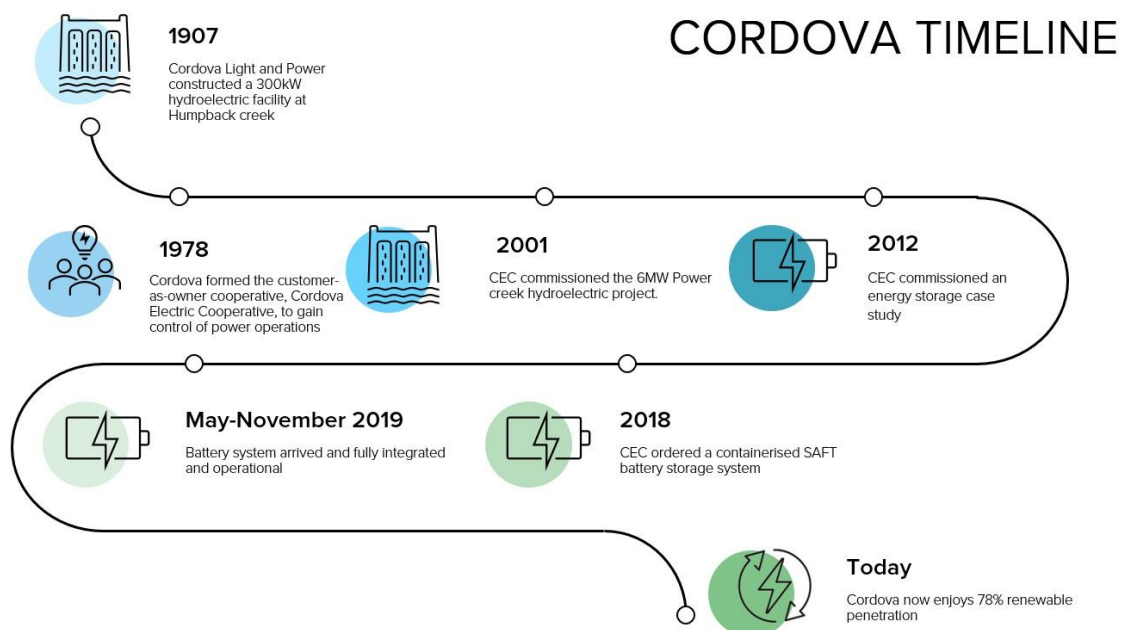 CORDOVA TIMELINE
1907
Cordova Light and Power
constructed a 300kW
hydroelectric facility at
Humpback creek
1978
Cordova formed the customer-
as-owner cooperative, Cordova
Electric Cooperative, to gain
control of power operations
2001
CEC commissioned the 6MW Power
creek hydroelectric project.
2012
CEC commissioned an
energy storage case
study
2018
CEC ordered a containerised SAFT
battery storage system
May-November 2019
Battery system arrived and fully integrated
and operational
Today
Cordova now enjoys 78% renewable
penetration